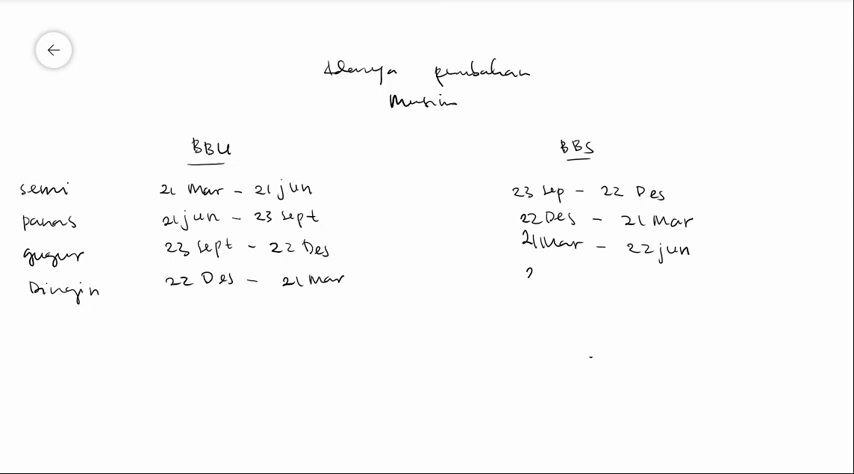 Adanya perubahan
Musim
BBU BBS
semi 21 Mar - 21 jun 23 Sep - 22 Des
panas 21 jun - 23 sept 22 Des - 21 Mar
gugur 23 sept - 22 Des 21 Mar - 22 jun
Dingin 22 Des - 21 Mar 2